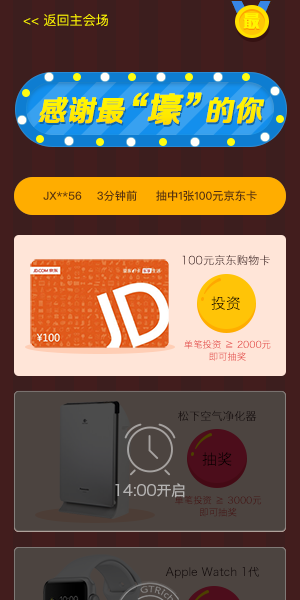 << 返回主会场
最
感谢最“壕”的你
JX**56 3分钟前 抽中1张100元京东卡
100元京东购物卡
JD.COM 京东
JD
¥100
投资
单笔投资 ≥ 2000元
即可抽奖
松下空气净化器
抽奖
14:00开启
单笔投资 ≥ 3000元
即可抽奖
Apple Watch 1代